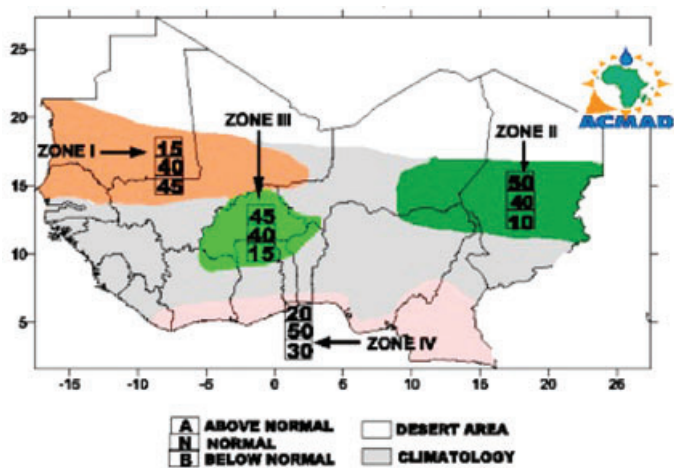 25
20
15
10
5
ZONE I
15
40
45
ZONE III
45
40
15
ZONE II
50
40
10
ACMAD
20
50
30
ZONE IV
-15 -10 -5 0 6 10 14 20 26
A ABOVE NORMAL
N NORMAL
B BELOW NORMAL
DESERT AREA
CLIMATOLOGY